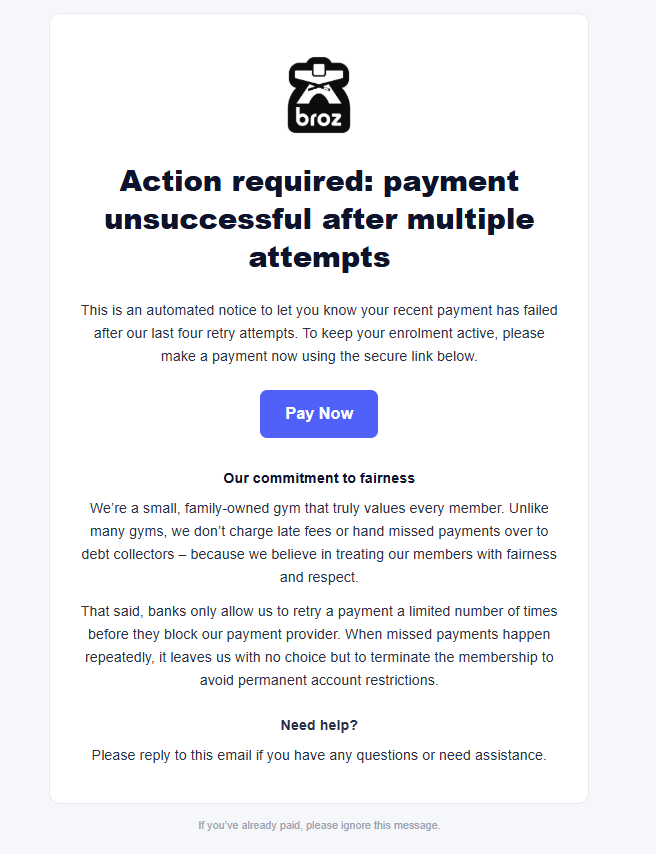 broz
Action required: payment
unsuccessful after multiple
attempts
This is an automated notice to let you know your recent payment has failed
after our last four retry attempts. To keep your enrolment active, please
make a payment now using the secure link below.
Pay Now
Our commitment to fairness
We’re a small, family-owned gym that truly values every member. Unlike
many gyms, we don’t charge late fees or hand missed payments over to
debt collectors – because we believe in treating our members with fairness
and respect.
That said, banks only allow us to retry a payment a limited number of times
before they block our payment provider. When missed payments happen
repeatedly, it leaves us with no choice but to terminate the membership to
avoid permanent account restrictions.
Need help?
Please reply to this email if you have any questions or need assistance.
If you’ve already paid, please ignore this message.